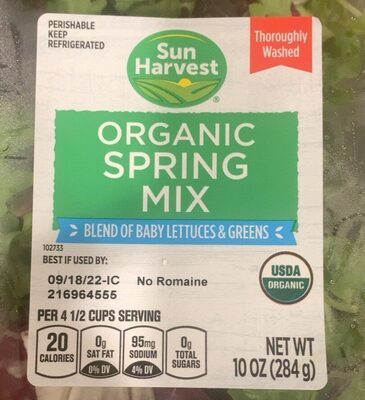 PERISHABLE
KEEP
REFRIGERATED
Sun
Harvest
®
Thoroughly
Washed
ORGANIC
SPRING
MIX
BLEND OF BABY LETTUCES & GREENS
102733
BEST IF USED BY:
09/18/22-IC No Romaine
216964555
USDA
ORGANIC
PER 4 1/2 CUPS SERVING
20
CALORIES
0g
SAT FAT
0% DV
95mg
SODIUM
4% DV
0g
TOTAL
SUGARS
NET WT
10 OZ (284 g)